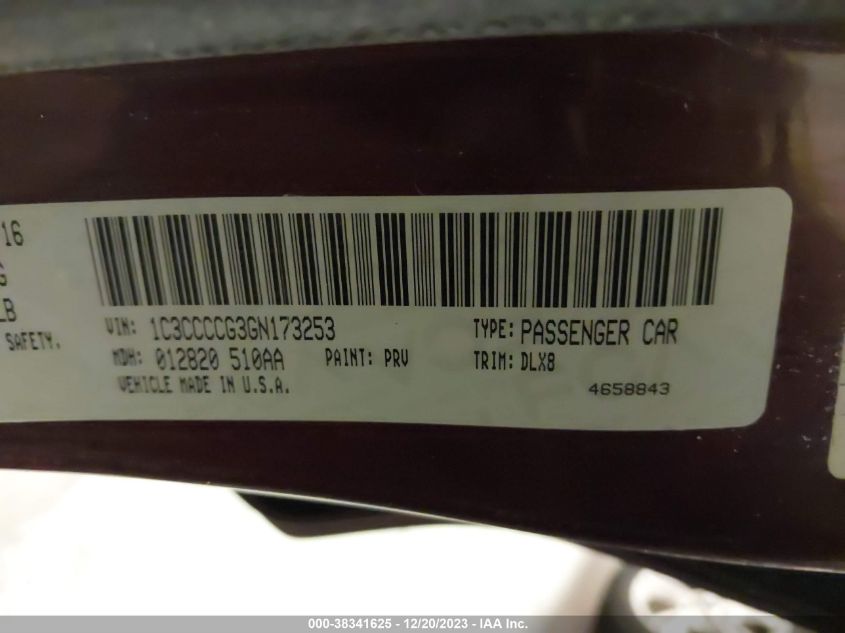 16
G
LB
SAFETY.
VIN: 1C3CCCCG3GN173253
TYPE: PASSENGER CAR
MDH: 012820 510AA
PAINT: PRV
TRIM: DLX8
VEHICLE MADE IN U.S.A.
4658843
000-38341625 - 12/20/2023 - IAA Inc.